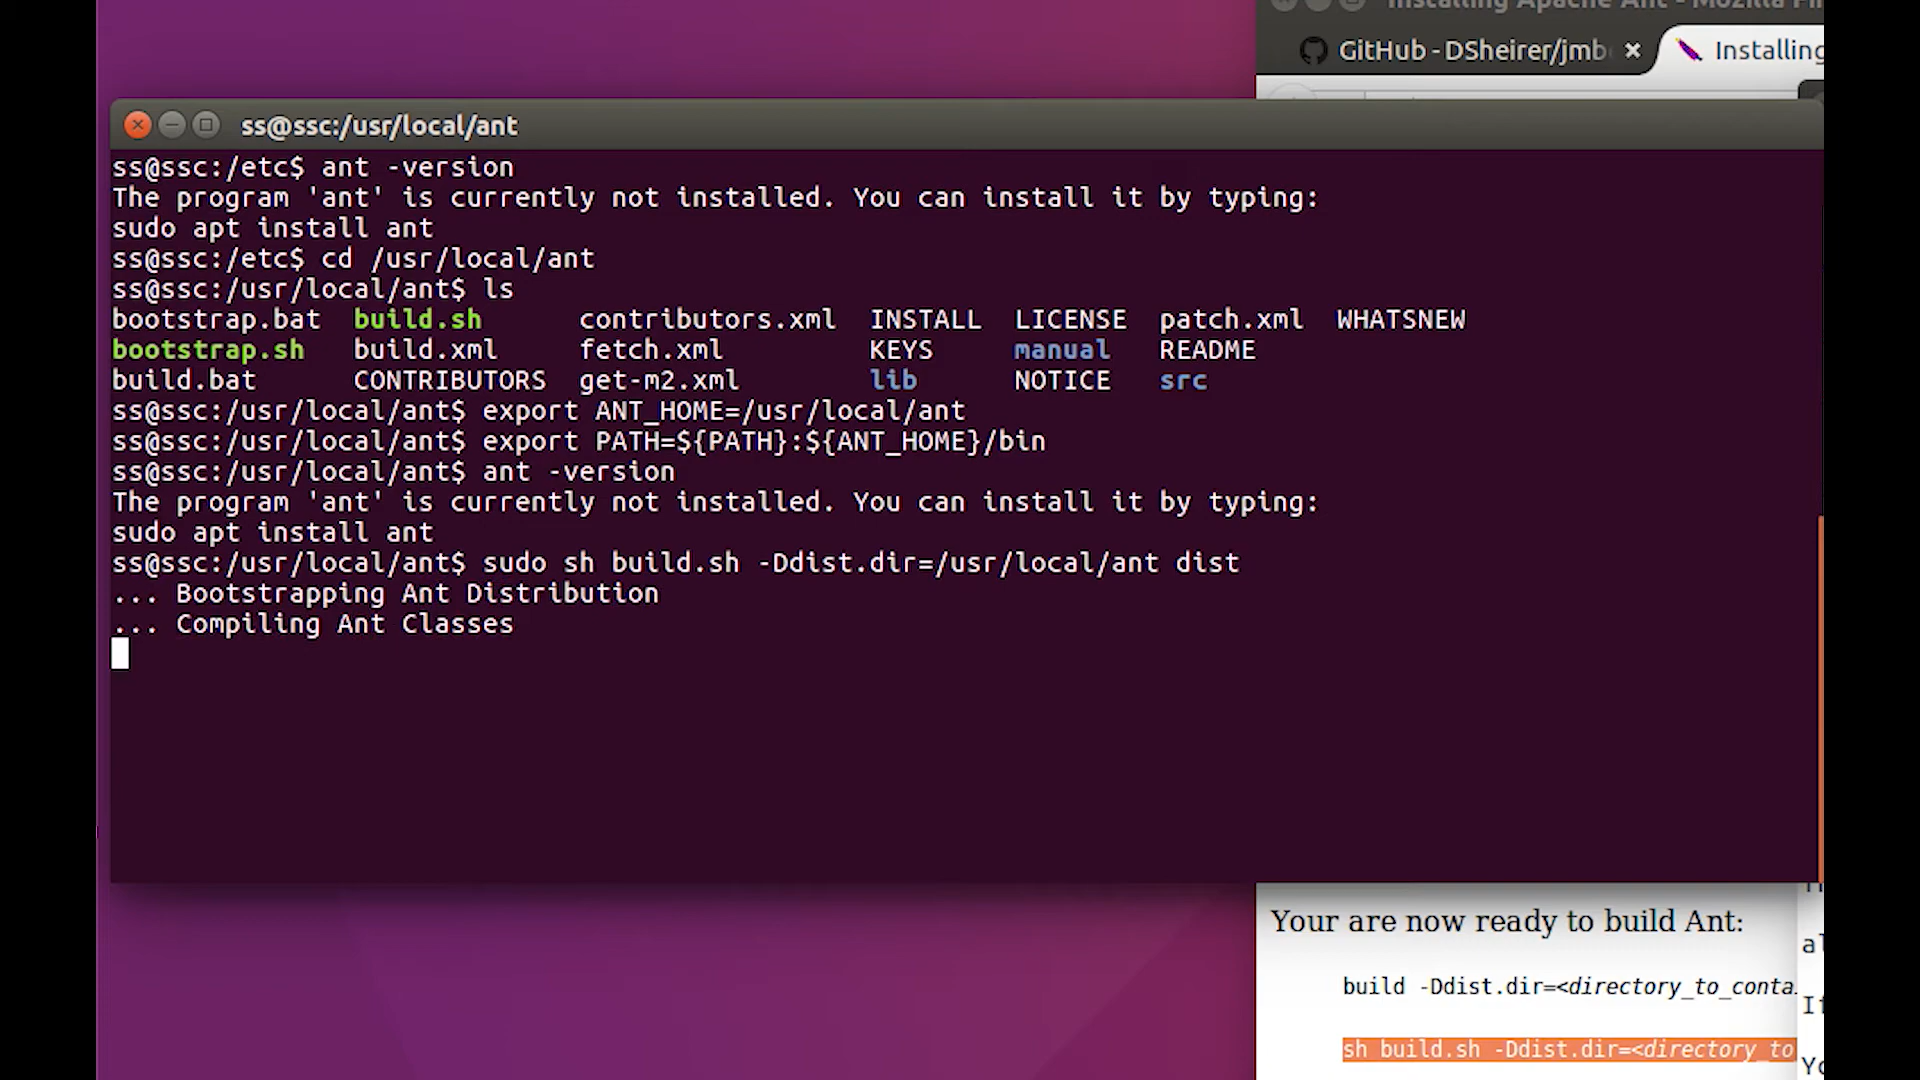 Installing Apache Ant - Mozilla Fi
GitHub - DSheirer/jmb
Installing
ss@ssc:/usr/local/ant
ss@ssc:/etc$ ant -version
The program 'ant' is currently not installed. You can install it by typing:
sudo apt install ant
ss@ssc:/etc$ cd /usr/local/ant
ss@ssc:/usr/local/ant$ ls
bootstrap.bat build.sh contributors.xml INSTALL LICENSE patch.xml WHATSNEW
bootstrap.sh build.xml fetch.xml KEYS manual README
build.bat CONTRIBUTORS get-m2.xml lib NOTICE src
ss@ssc:/usr/local/ant$ export ANT_HOME=/usr/local/ant
ss@ssc:/usr/local/ant$ export PATH=${PATH}:${ANT_HOME}/bin
ss@ssc:/usr/local/ant$ ant -version
The program 'ant' is currently not installed. You can install it by typing:
sudo apt install ant
ss@ssc:/usr/local/ant$ sudo sh build.sh -Ddist.dir=/usr/local/ant dist
... Bootstrapping Ant Distribution
... Compiling Ant Classes
Your are now ready to build Ant:
build -Ddist.dir=<directory_to_conta
If
sh build.sh -Ddist.dir=<directory_to